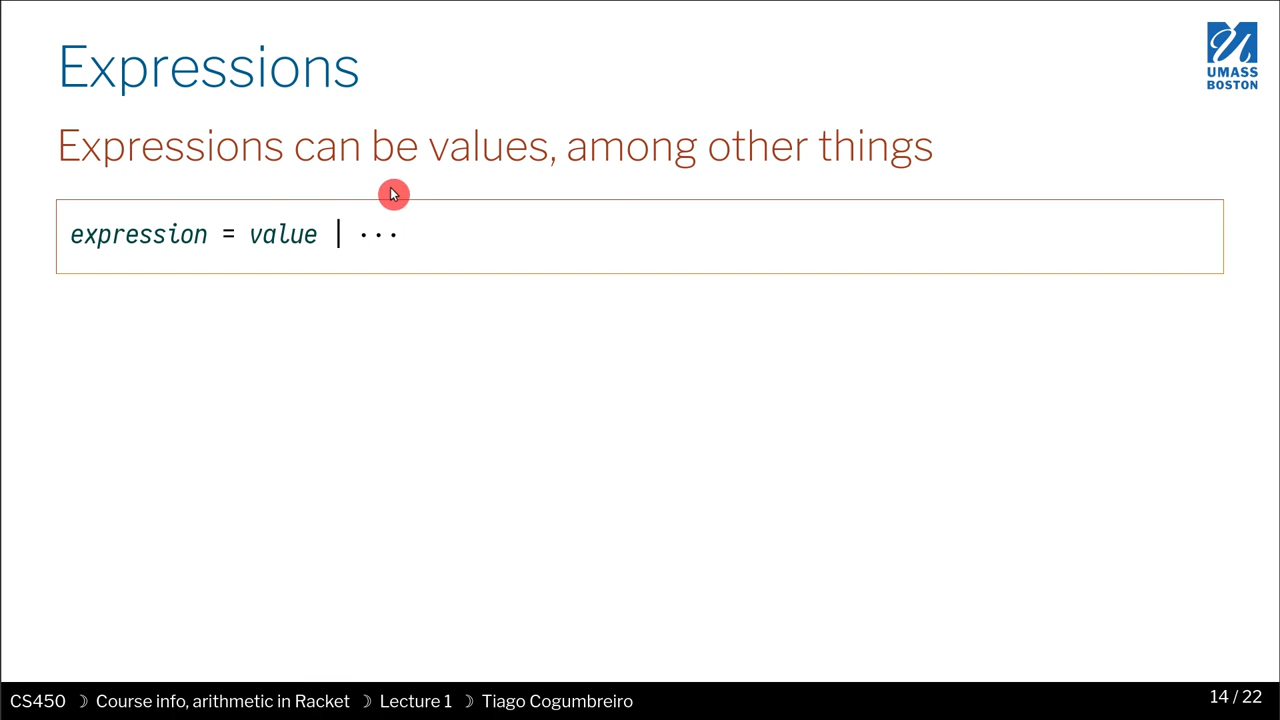 Expressions
UMASS
BOSTON
Expressions can be values, among other things
expression = value | ···
CS450 ☽ Course info, arithmetic in Racket ☽ Lecture 1 ☽ Tiago Cogumbreiro
14 / 22